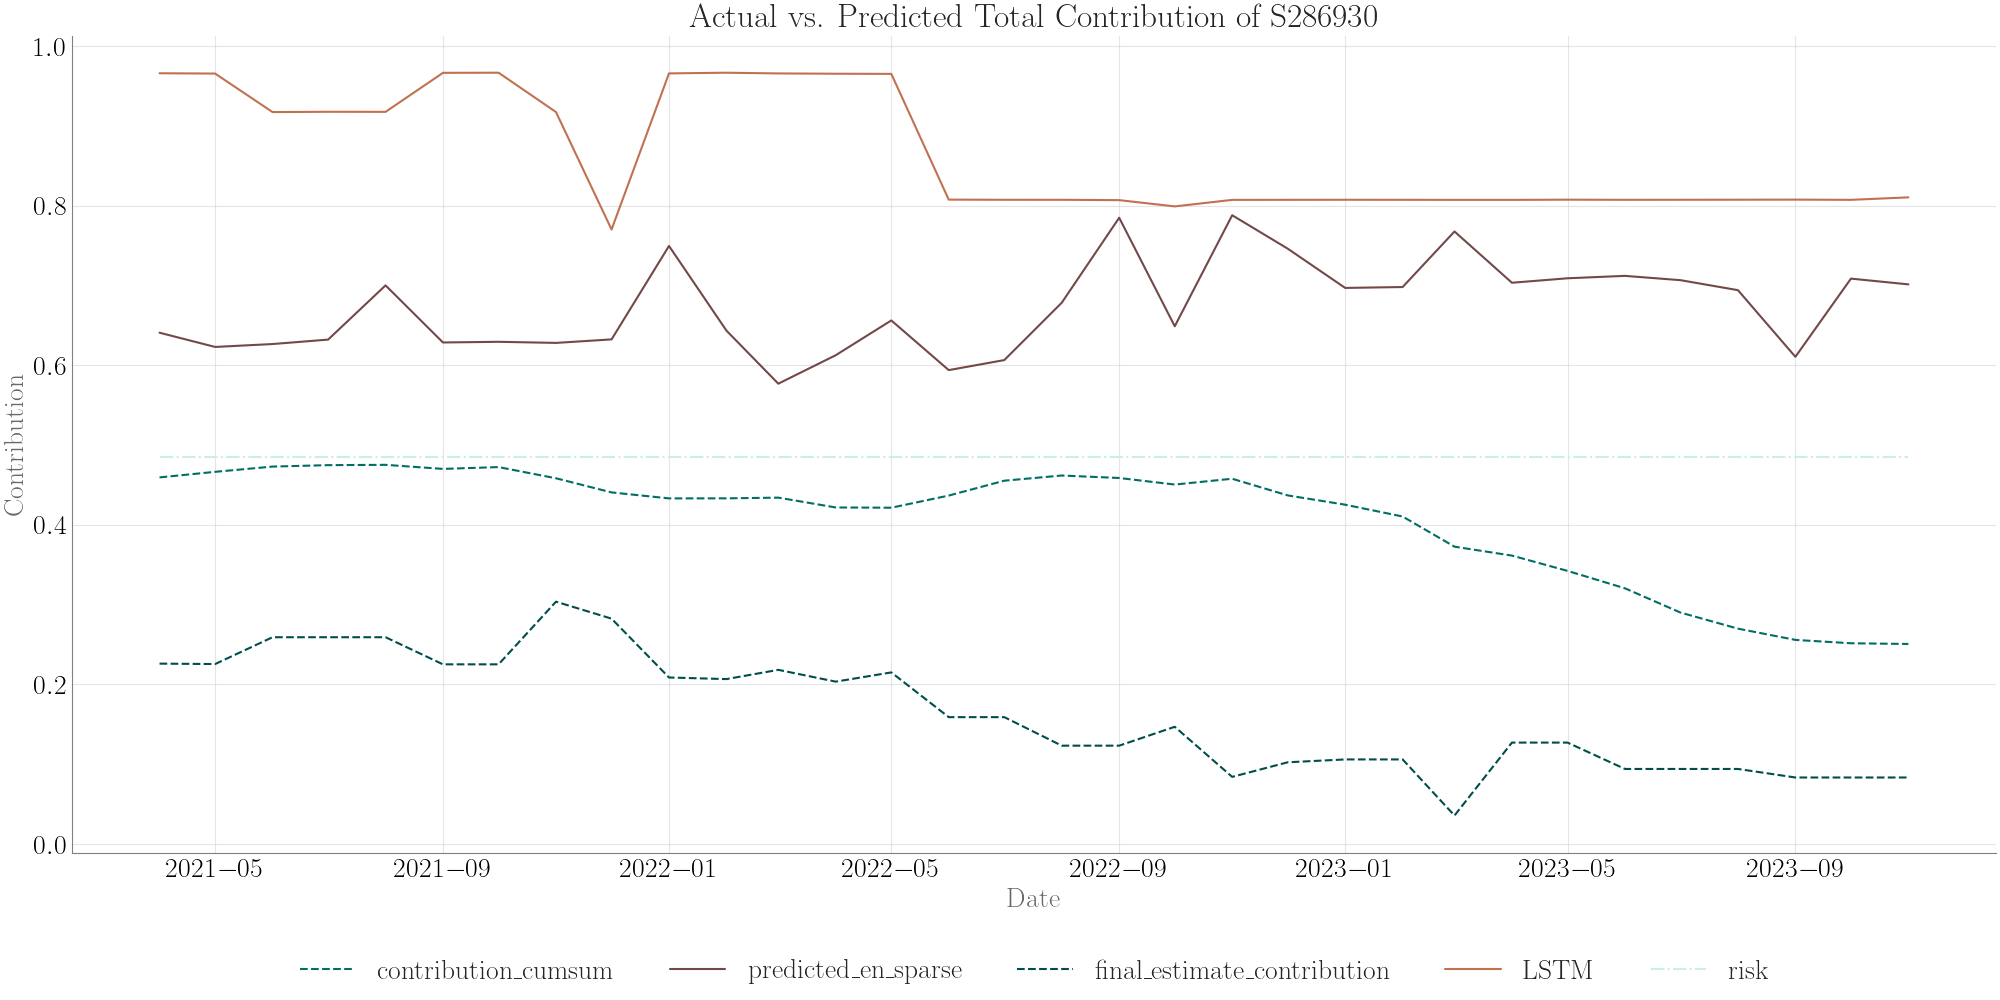 Actual vs. Predicted Total Contribution of S286930
1.0
0.8
0.6
0.4
0.2
0.0
Contribution
2021−05 2021−09 2022−01 2022−05 2022−09 2023−01 2023−05 2023−09
Date
contribution_cumsum predicted_en_sparse final_estimate_contribution LSTM risk